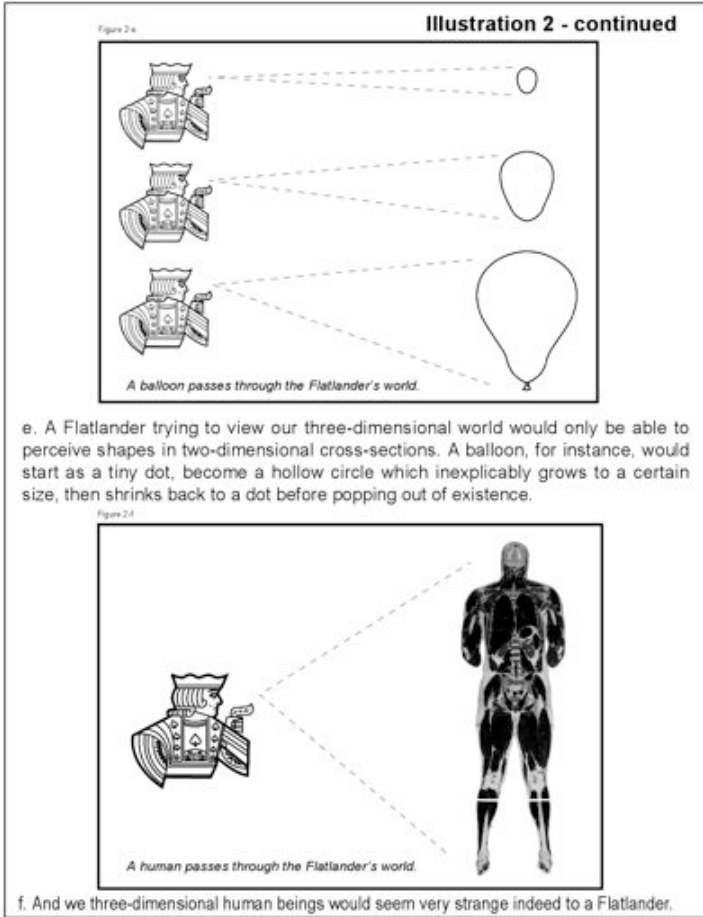 Illustration 2 - continued
Figure 2-e
A balloon passes through the Flatlander's world.
e. A Flatlander trying to view our three-dimensional world would only be able to
perceive shapes in two-dimensional cross-sections. A balloon, for instance, would
start as a tiny dot, become a hollow circle which inexplicably grows to a certain
size, then shrinks back to a dot before popping out of existence.
Figure 2-f
A human passes through the Flatlander's world.
f. And we three-dimensional human beings would seem very strange indeed to a Flatlander.